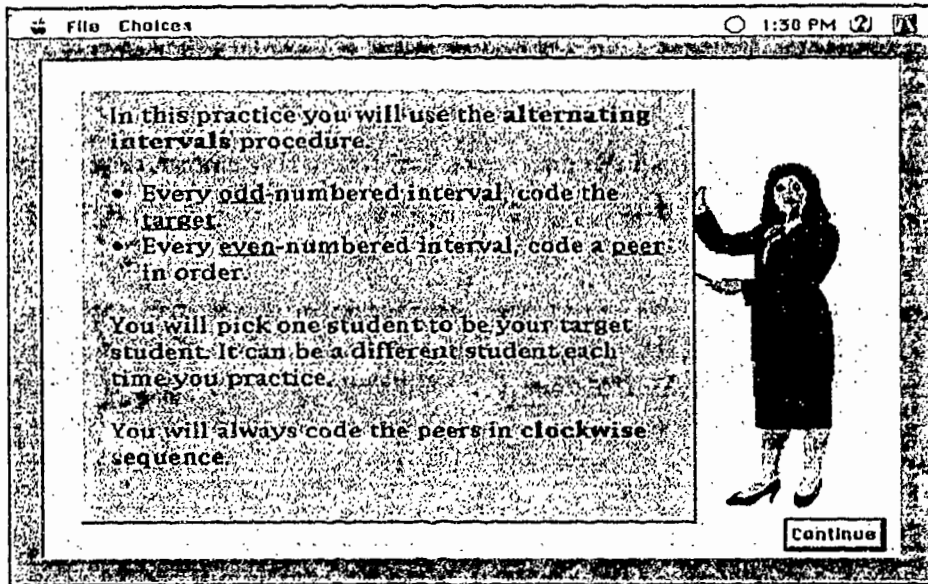 File Choices 1:30 PM
In this practice you will use the alternating
intervals procedure.
• Every odd-numbered interval, code the
target.
• Every even-numbered interval, code a peer
in order.
You will pick one student to be your target
student. It can be a different student each
time you practice.
You will always code the peers in clockwise
sequence.
Continue